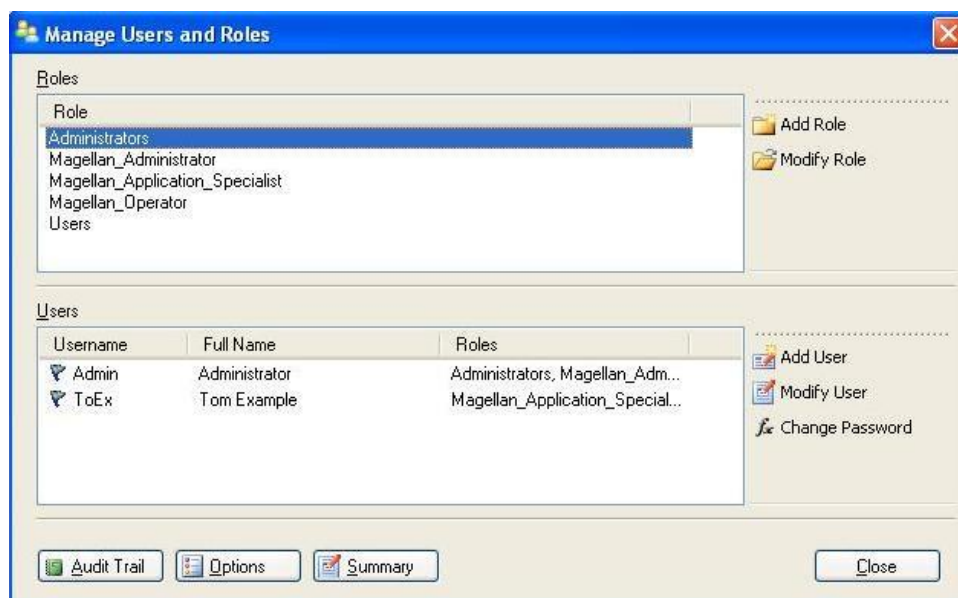 Manage Users and Roles
Roles
Role
Administrators
Magellan_Administrator
Magellan_Application_Specialist
Magellan_Operator
Users
Add Role
Modify Role
Users
Username Full Name Roles
Admin Administrator Administrators, Magellan_Adm...
ToEx Tom Example Magellan_Application_Special...
Add User
Modify User
Change Password
Audit Trail Options Summary Close